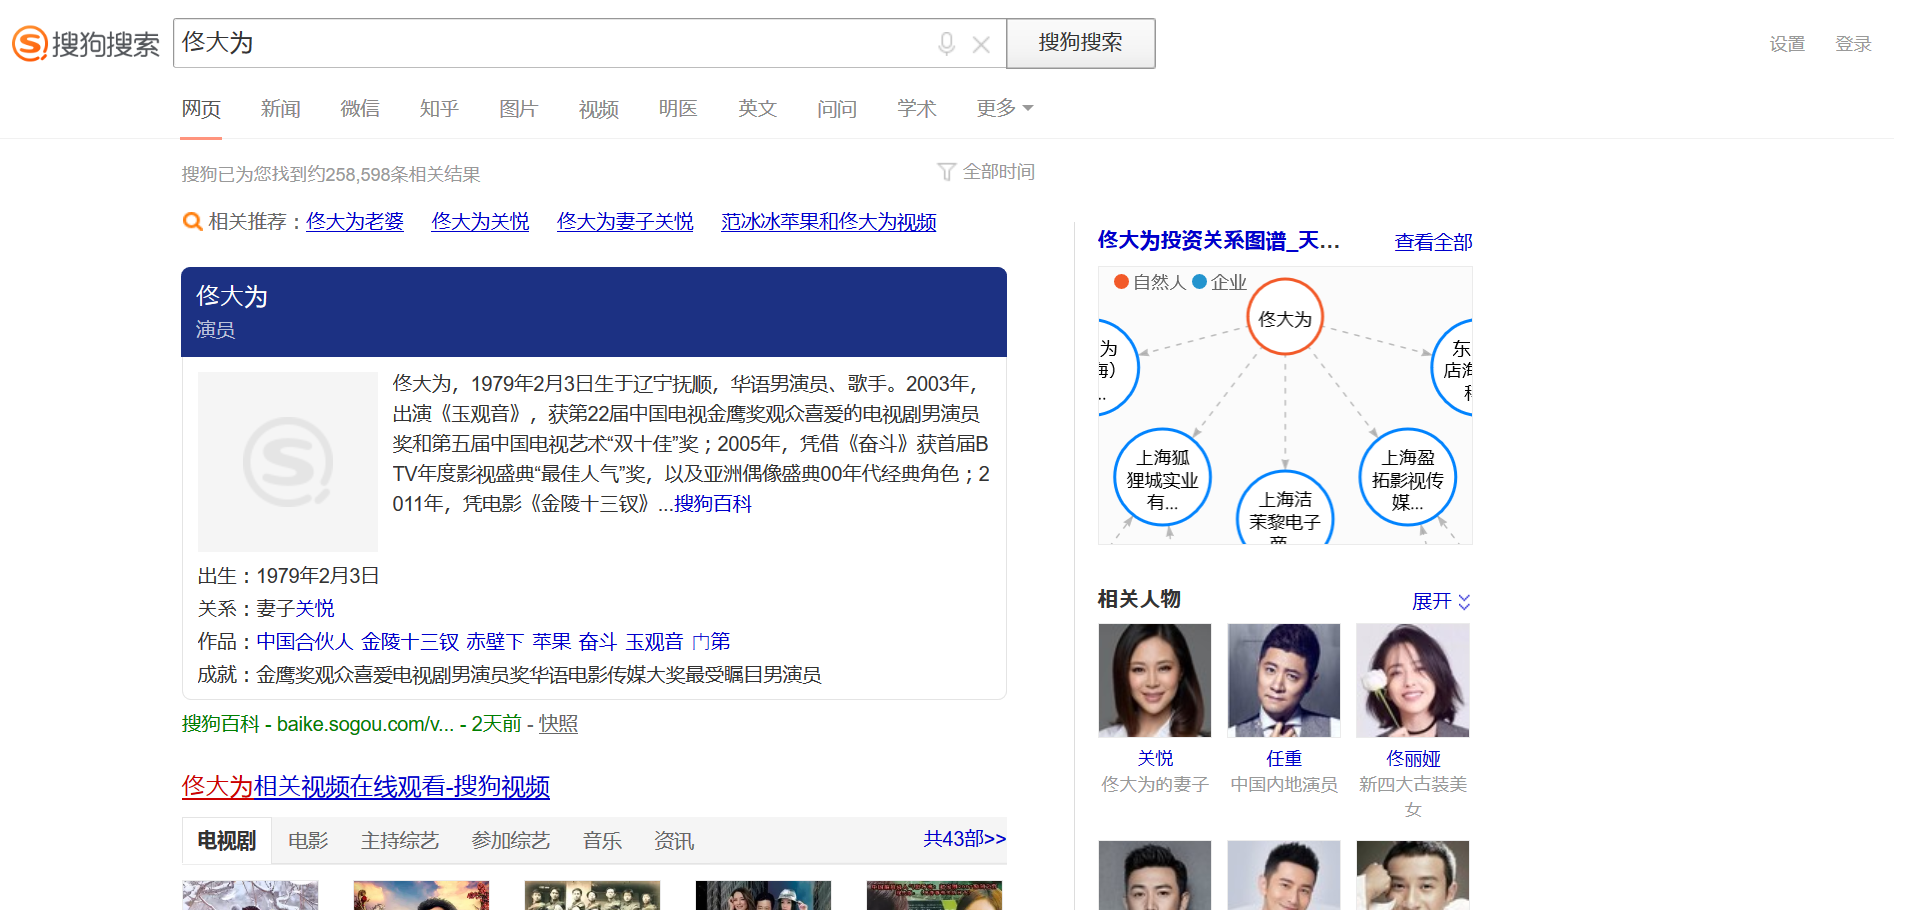 搜狗搜索
佟大为
搜狗搜索
设置 登录
网页 新闻 微信 知乎 图片 视频 明医 英文 问问 学术 更多
搜狗已为您找到约258,598条相关结果
全部时间
相关推荐：佟大为老婆 佟大为关悦 佟大为妻子关悦 范冰冰苹果和佟大为视频
佟大为
演员
佟大为，1979年2月3日生于辽宁抚顺，华语男演员、歌手。2003年，
出演《玉观音》，获第22届中国电视金鹰奖观众喜爱的电视剧男演员
奖和第五届中国电视艺术“双十佳”奖；2005年，凭借《奋斗》获首届B
TV年度影视盛典“最佳人气”奖，以及亚洲偶像盛典00年代经典角色；2
011年，凭电影《金陵十三钗》...搜狗百科
出生：1979年2月3日
关系：妻子关悦
作品：中国合伙人 金陵十三钗 赤壁下 苹果 奋斗 玉观音 门第
成就：金鹰奖观众喜爱电视剧男演员奖华语电影传媒大奖最受瞩目男演员
搜狗百科 - baike.sogou.com/v... - 2天前 - 快照
佟大为相关视频在线观看-搜狗视频
电视剧 电影 主持综艺 参加综艺 音乐 资讯 共43部>>
佟大为投资关系图谱_天... 查看全部
自然人 企业
佟大为
为
海）
...
东
店海
上海狐
狸城实业
有...
上海洁
茉黎电子
商
上海盈
拓影视传
媒...
相关人物 展开
关悦 任重 佟丽娅
佟大为的妻子 中国内地演员 新四大古装美
女